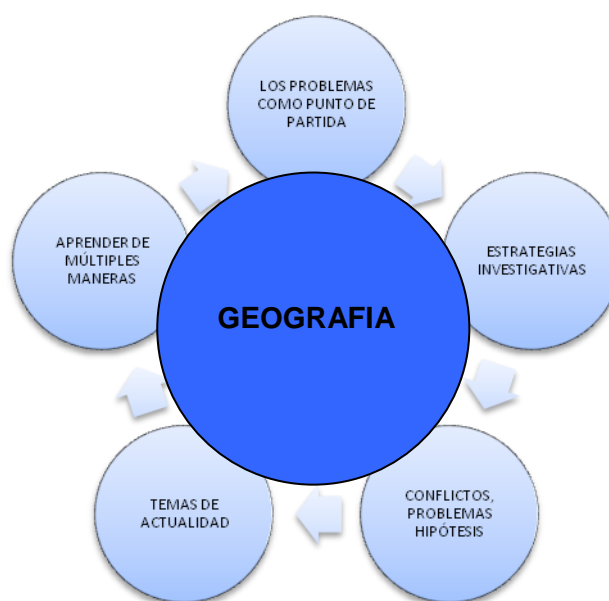 LOS PROBLEMAS
COMO PUNTO DE
PARTIDA
ESTRATEGIAS
INVESTIGATIVAS
CONFLICTOS,
PROBLEMAS
HIPÓTESIS
TEMAS DE
ACTUALIDAD
APRENDER DE
MÚLTIPLES
MANERAS
GEOGRAFIA